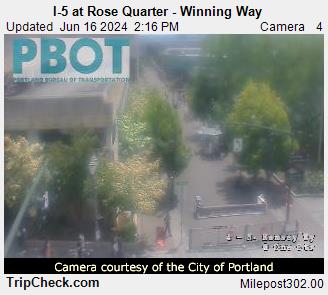 I-5 at Rose Quarter - Winning Way
Updated Jun 16 2024 2:16 PM Camera 4
PBOT
PORTLAND BUREAU OF TRANSPORTATION
Camera courtesy of the City of Portland
TripCheck.com Milepost302.00